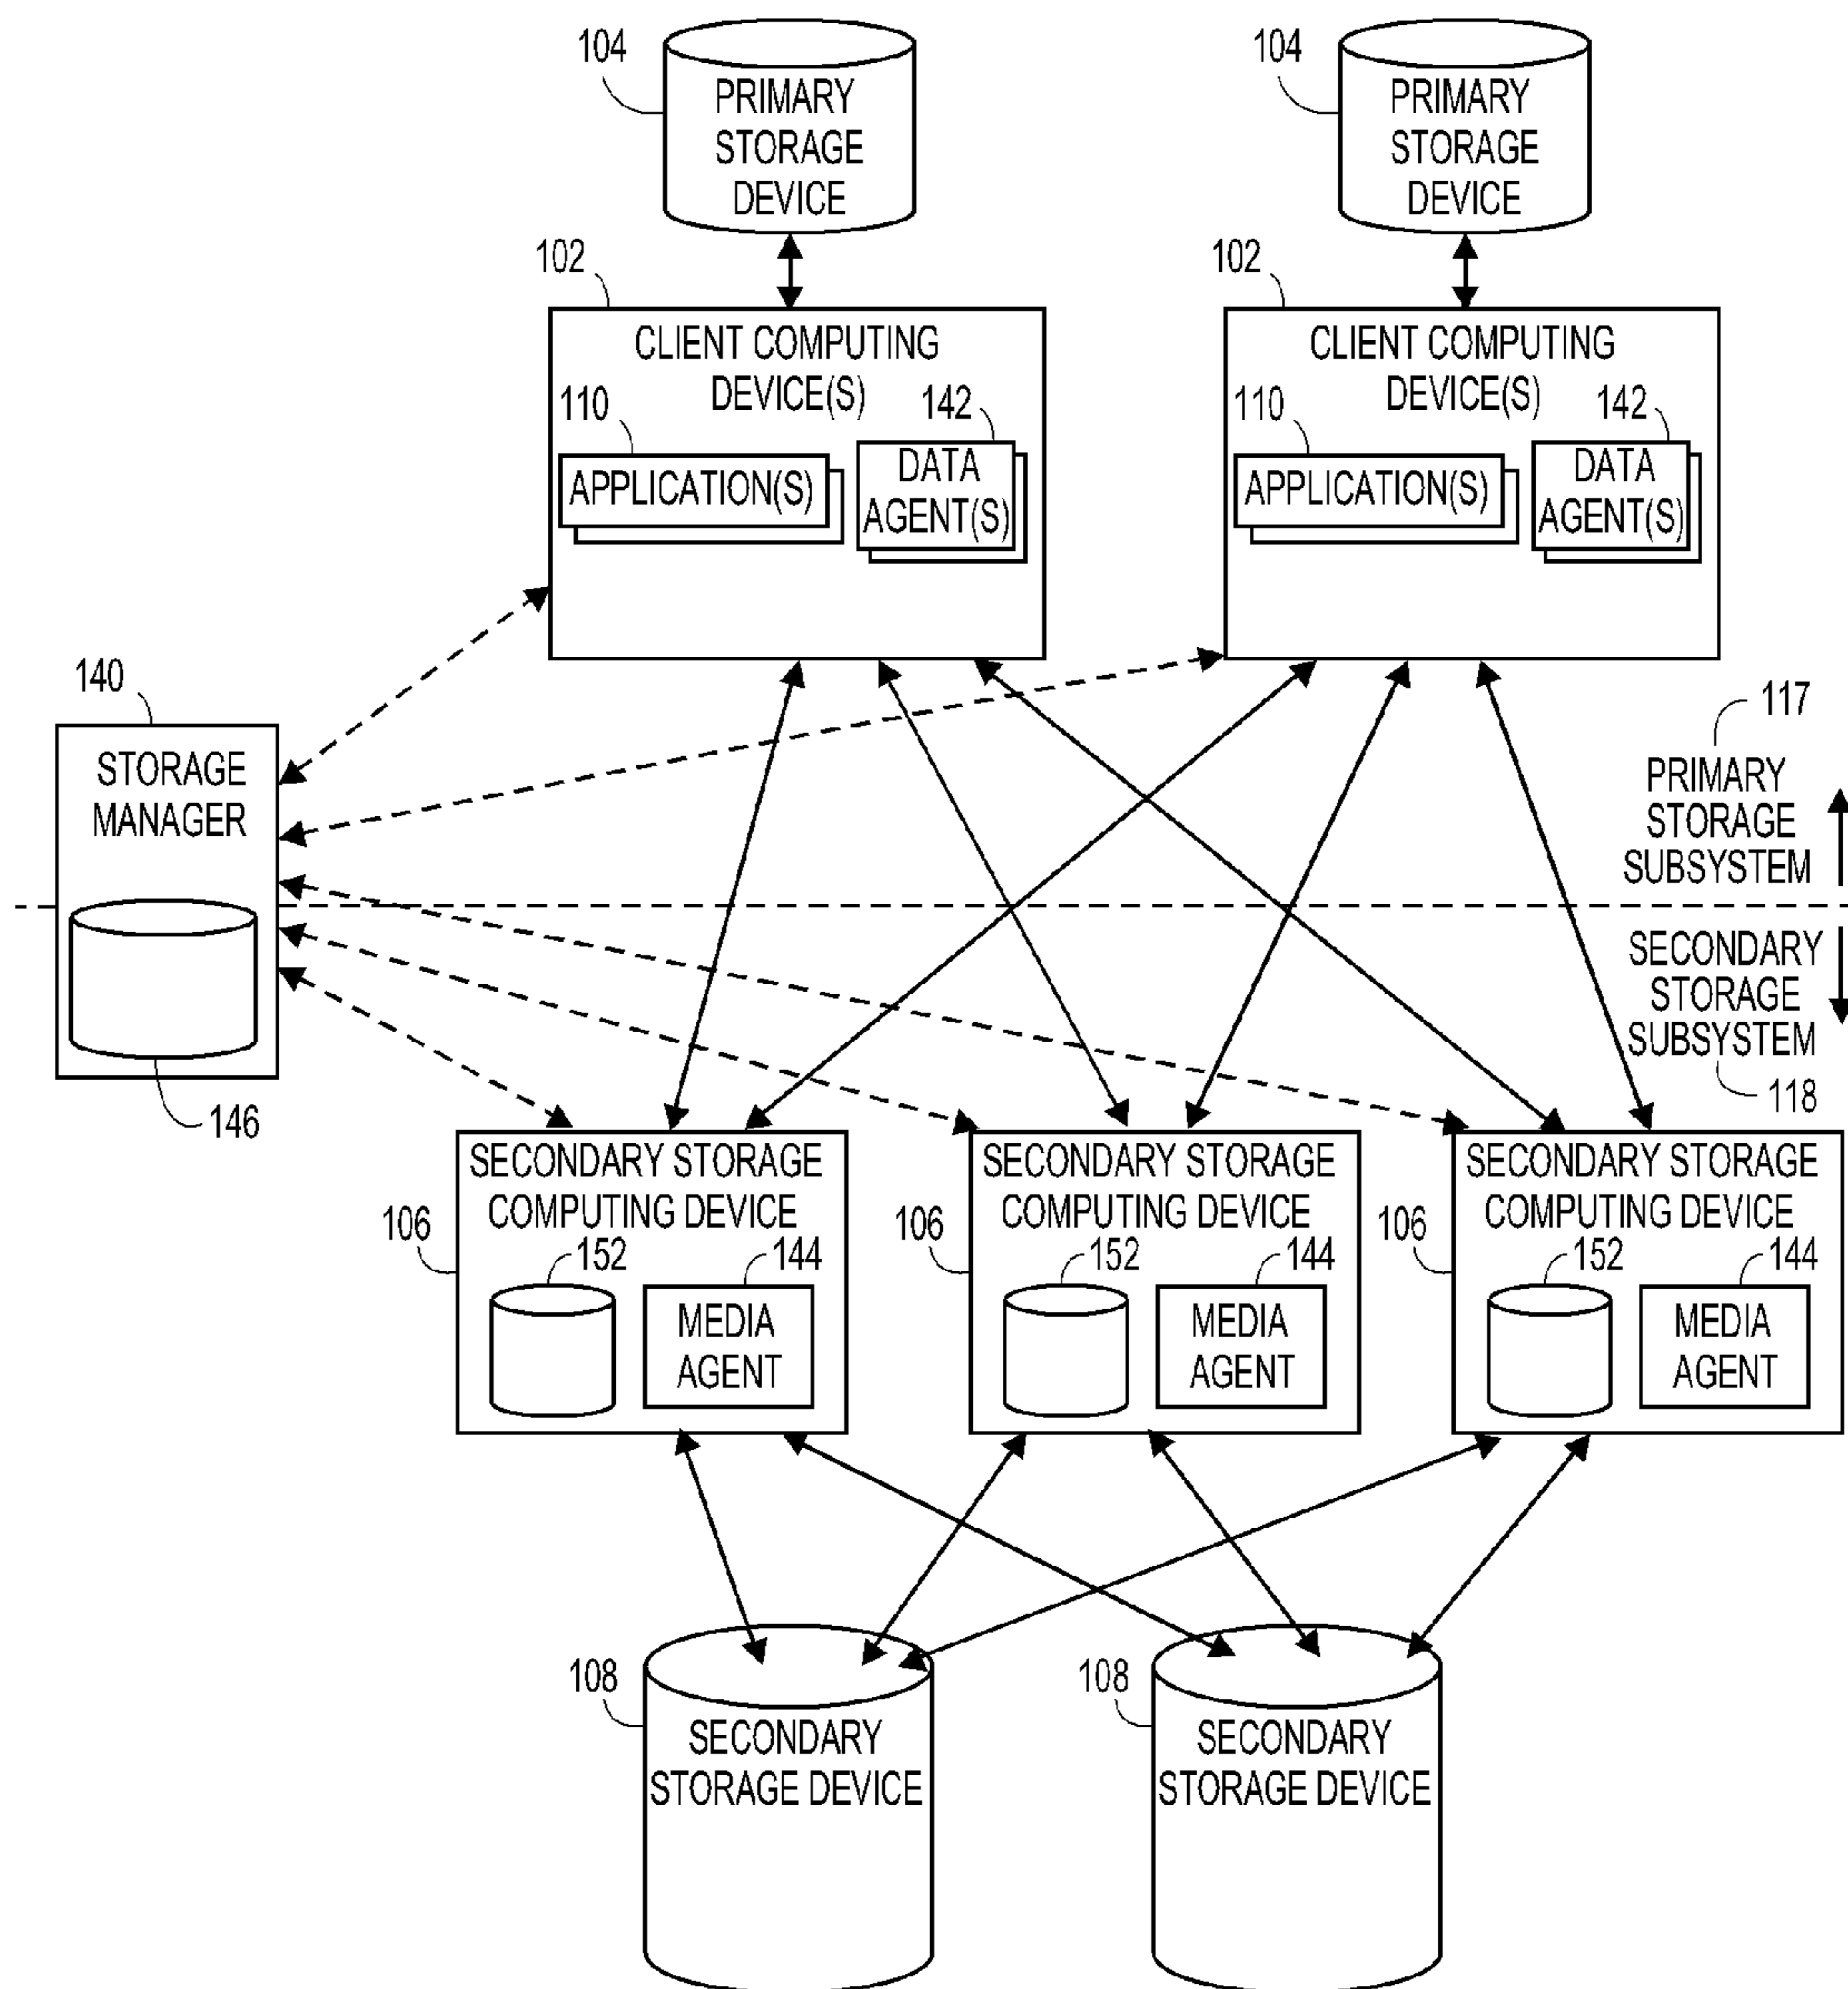 104
PRIMARY
STORAGE
DEVICE
104
PRIMARY
STORAGE
DEVICE
102
CLIENT COMPUTING
DEVICE(S)
110
142
APPLICATION(S)
DATA
AGENT(S)
102
CLIENT COMPUTING
DEVICE(S)
110
142
APPLICATION(S)
DATA
AGENT(S)
140
STORAGE
MANAGER
146
117
PRIMARY
STORAGE
SUBSYSTEM
SECONDARY
STORAGE
SUBSYSTEM
118
SECONDARY STORAGE
COMPUTING DEVICE
106
152
144
MEDIA
AGENT
SECONDARY STORAGE
COMPUTING DEVICE
106
152
144
MEDIA
AGENT
SECONDARY STORAGE
COMPUTING DEVICE
106
152
144
MEDIA
AGENT
108
SECONDARY
STORAGE DEVICE
108
SECONDARY
STORAGE DEVICE